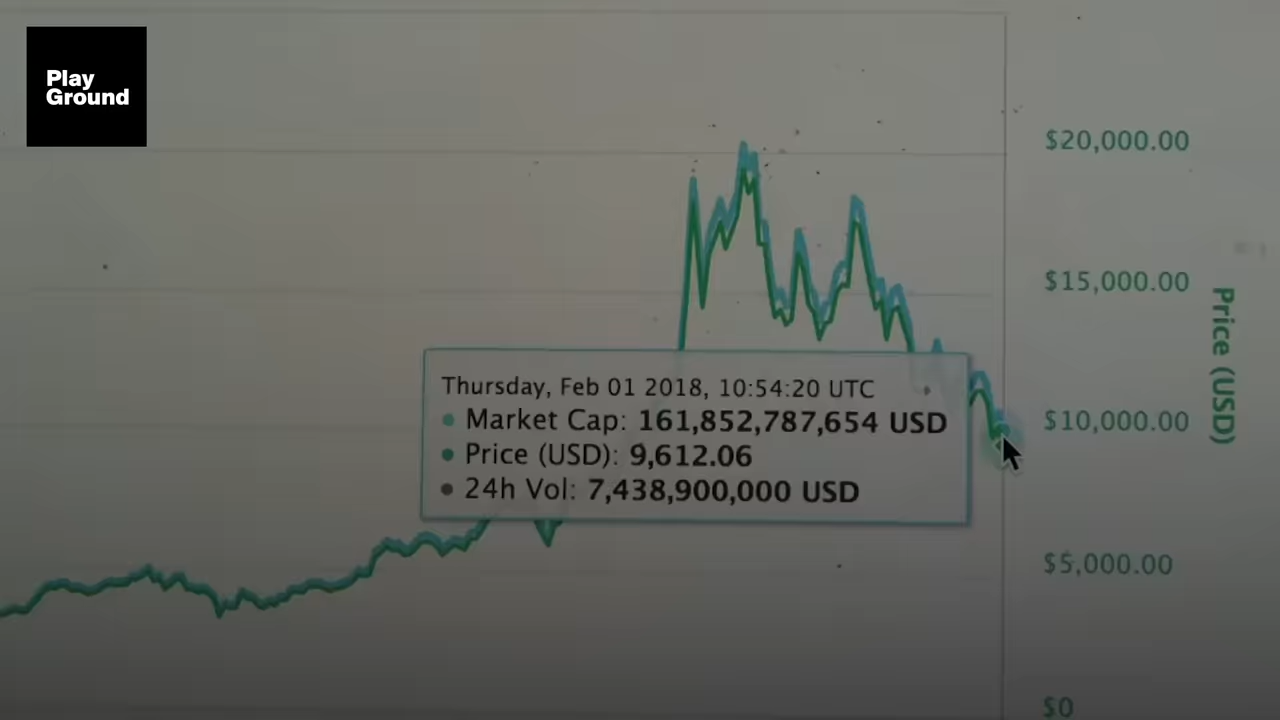 Play
Ground
$20,000.00
$15,000.00
Price (USD)
Thursday, Feb 01 2018, 10:54:20 UTC
Market Cap: 161,852,787,654 USD
Price (USD): 9,612.06
24h Vol: 7,438,900,000 USD
$10,000.00
$5,000.00
$0